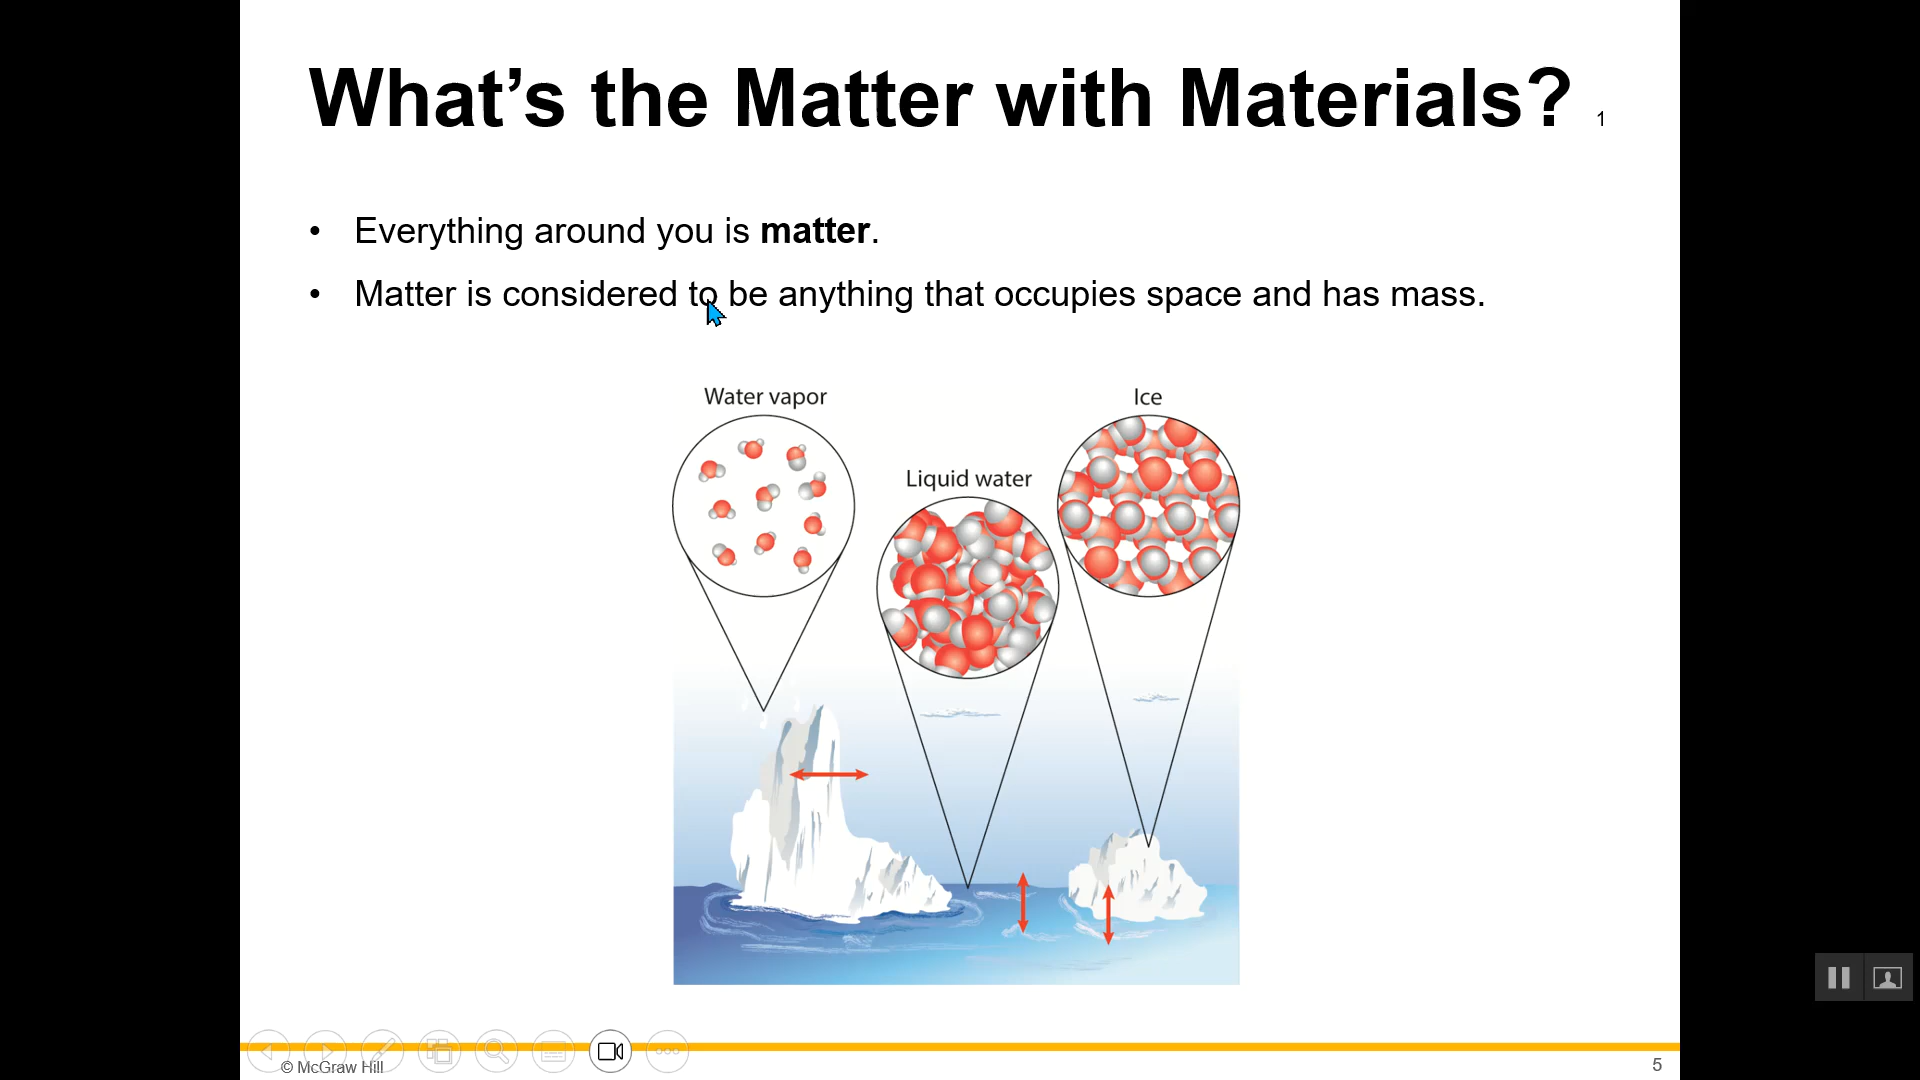 What’s the Matter with Materials? 1
• Everything around you is matter.
• Matter is considered to be anything that occupies space and has mass.
Water vapor
Ice
Liquid water
© McGraw Hill
5